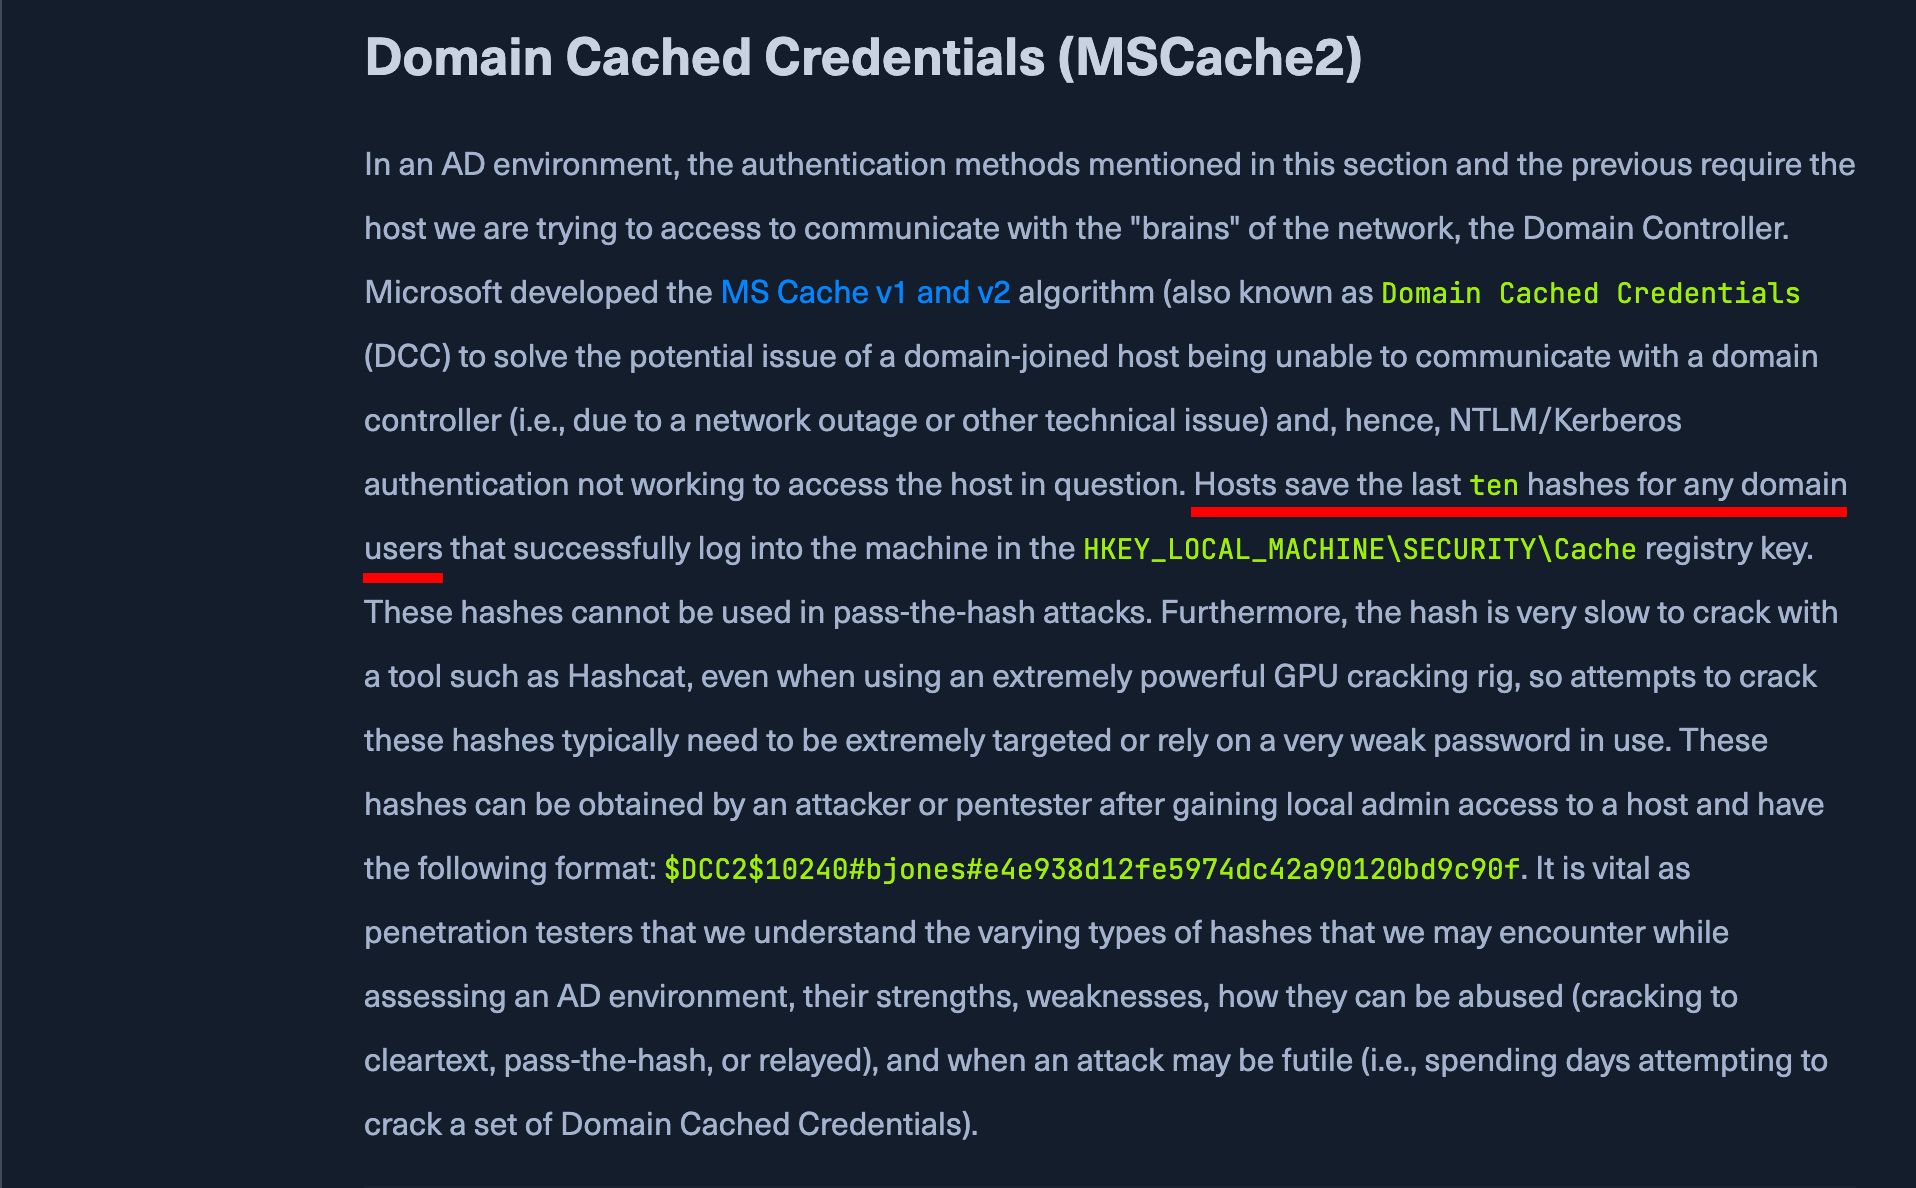 Domain Cached Credentials (MSCache2)
In an AD environment, the authentication methods mentioned in this section and the previous require the
host we are trying to access to communicate with the "brains" of the network, the Domain Controller.
Microsoft developed the MS Cache v1 and v2 algorithm (also known as Domain Cached Credentials
(DCC) to solve the potential issue of a domain-joined host being unable to communicate with a domain
controller (i.e., due to a network outage or other technical issue) and, hence, NTLM/Kerberos
authentication not working to access the host in question. Hosts save the last ten hashes for any domain
users that successfully log into the machine in the HKEY_LOCAL_MACHINE\SECURITY\Cache registry key.
These hashes cannot be used in pass-the-hash attacks. Furthermore, the hash is very slow to crack with
a tool such as Hashcat, even when using an extremely powerful GPU cracking rig, so attempts to crack
these hashes typically need to be extremely targeted or rely on a very weak password in use. These
hashes can be obtained by an attacker or pentester after gaining local admin access to a host and have
the following format: $DCC2$10240#bjones#e4e938d12fe5974dc42a90120bd9c90f. It is vital as
penetration testers that we understand the varying types of hashes that we may encounter while
assessing an AD environment, their strengths, weaknesses, how they can be abused (cracking to
cleartext, pass-the-hash, or relayed), and when an attack may be futile (i.e., spending days attempting to
crack a set of Domain Cached Credentials).